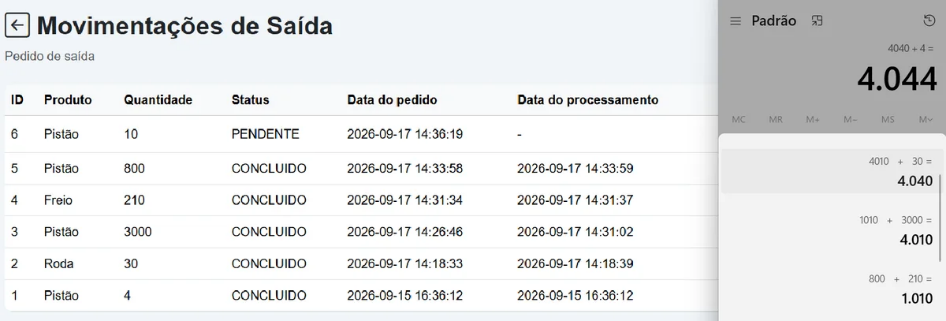 Movimentações de Saída
Pedido de saída
ID Produto Quantidade Status Data do pedido Data do processamento
6 Pistão 10 PENDENTE 2026-09-17 14:36:19 -
5 Pistão 800 CONCLUIDO 2026-09-17 14:33:58 2026-09-17 14:33:59
4 Freio 210 CONCLUIDO 2026-09-17 14:31:34 2026-09-17 14:31:37
3 Pistão 3000 CONCLUIDO 2026-09-17 14:26:46 2026-09-17 14:31:02
2 Roda 30 CONCLUIDO 2026-09-17 14:18:33 2026-09-17 14:18:39
1 Pistão 4 CONCLUIDO 2026-09-15 16:36:12 2026-09-15 16:36:12
Padrão
4040 + 4 =
4.044
MC MR M+ M− MS M˅
4010 + 30 =
4.040
1010 + 3000 =
4.010
800 + 210 =
1.010